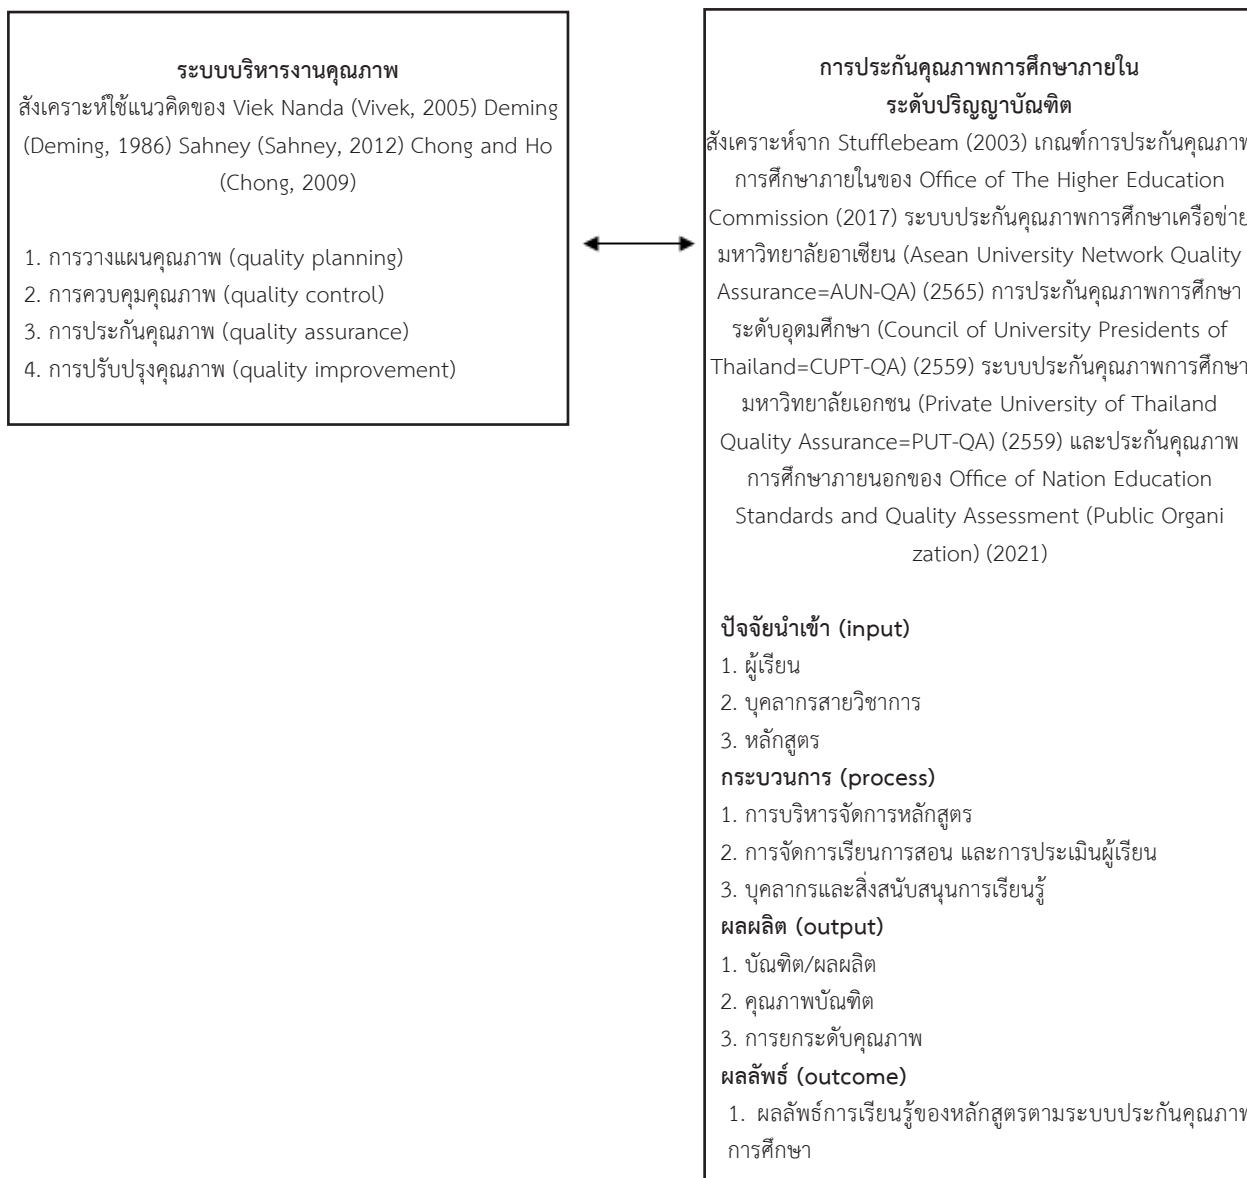 ระบบบริหารงานคุณภาพ
สังเคราะห์ใช้แนวคิดของ Viek Nanda (Vivek, 2005) Deming
(Deming, 1986) Sahney (Sahney, 2012) Chong and Ho
(Chong, 2009)
1. การวางแผนคุณภาพ (quality planning)
2. การควบคุมคุณภาพ (quality control)
3. การประกันคุณภาพ (quality assurance)
4. การปรับปรุงคุณภาพ (quality improvement)
การประกันคุณภาพการศึกษาภายใน
ระดับปริญญาบัณฑิต
สังเคราะห์จาก Stufflebeam (2003) เกณฑ์การประกันคุณภาพ
การศึกษาภายในของ Office of The Higher Education
Commission (2017) ระบบประกันคุณภาพการศึกษาเครือข่าย
มหาวิทยาลัยอาเซียน (Asean University Network Quality
Assurance=AUN-QA) (2565) การประกันคุณภาพการศึกษา
ระดับอุดมศึกษา (Council of University Presidents of
Thailand=CUPT-QA) (2559) ระบบประกันคุณภาพการศึกษา
มหาวิทยาลัยเอกชน (Private University of Thailand
Quality Assurance=PUT-QA) (2559) และประกันคุณภาพ
การศึกษาภายนอกของ Office of Nation Education
Standards and Quality Assessment (Public Organi
zation) (2021)
ปัจจัยนำเข้า (input)
1. ผู้เรียน
2. บุคลากรสายวิชาการ
3. หลักสูตร
กระบวนการ (process)
1. การบริหารจัดการหลักสูตร
2. การจัดการเรียนการสอน และการประเมินผู้เรียน
3. บุคลากรและสิ่งสนับสนุนการเรียนรู้
ผลผลิต (output)
1. บัณฑิต/ผลผลิต
2. คุณภาพบัณฑิต
3. การยกระดับคุณภาพ
ผลลัพธ์ (outcome)
1. ผลลัพธ์การเรียนรู้ของหลักสูตรตามระบบประกันคุณภาพ
การศึกษา